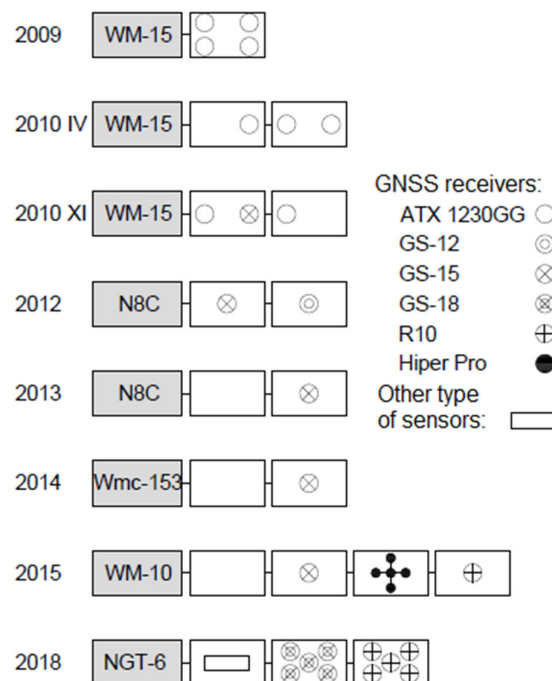 2009 WM-15
2010 IV WM-15
2010 XI WM-15
2012 N8C
2013 N8C
2014 Wmc-153
2015 WM-10
2018 NGT-6
GNSS receivers:
ATX 1230GG
GS-12
GS-15
GS-18
R10
Hiper Pro
Other type
of sensors: